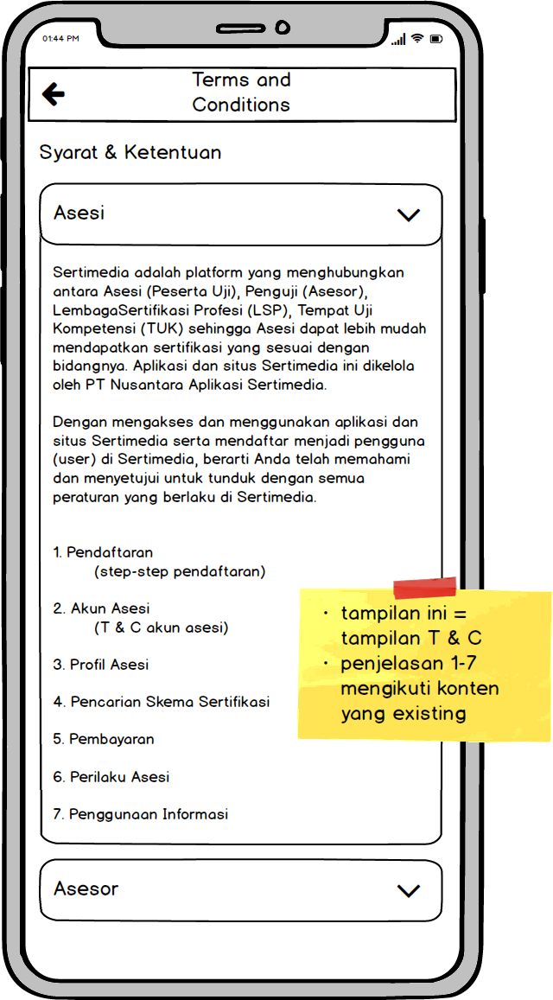 01:44 PM
Terms and
Conditions
Syarat & Ketentuan
Asesi
Sertimedia adalah platform yang menghubungkan
antara Asesi (Peserta Uji), Penguji (Asesor),
LembagaSertifikasi Profesi (LSP), Tempat Uji
Kompetensi (TUK) sehingga Asesi dapat lebih mudah
mendapatkan sertifikasi yang sesuai dengan
bidangnya. Aplikasi dan situs Sertimedia ini dikelola
oleh PT Nusantara Aplikasi Sertimedia.
Dengan mengakses dan menggunakan aplikasi dan
situs Sertimedia serta mendaftar menjadi pengguna
(user) di Sertimedia, berarti Anda telah memahami
dan menyetujui untuk tunduk dengan semua
peraturan yang berlaku di Sertimedia.
1. Pendaftaran
(step-step pendaftaran)
2. Akun Asesi
(T & C akun asesi)
3. Profil Asesi
4. Pencarian Skema Sertifikasi
5. Pembayaran
6. Perilaku Asesi
7. Penggunaan Informasi
• tampilan ini =
tampilan T & C
• penjelasan 1-7
mengikuti konten
yang existing
Asesor